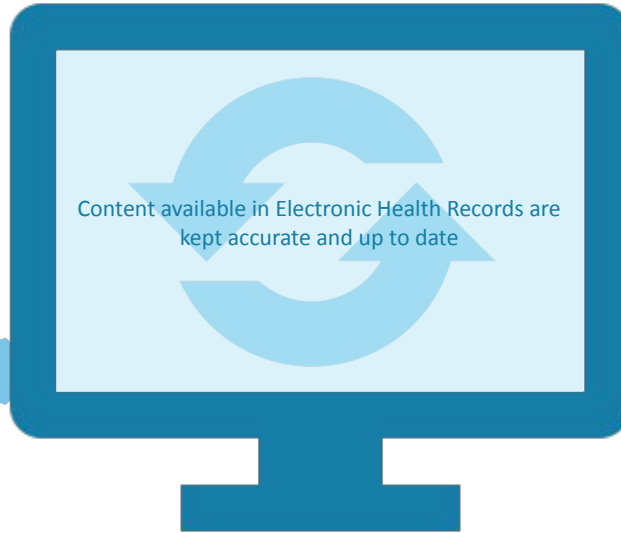 Content available in Electronic Health Records are
kept accurate and up to date